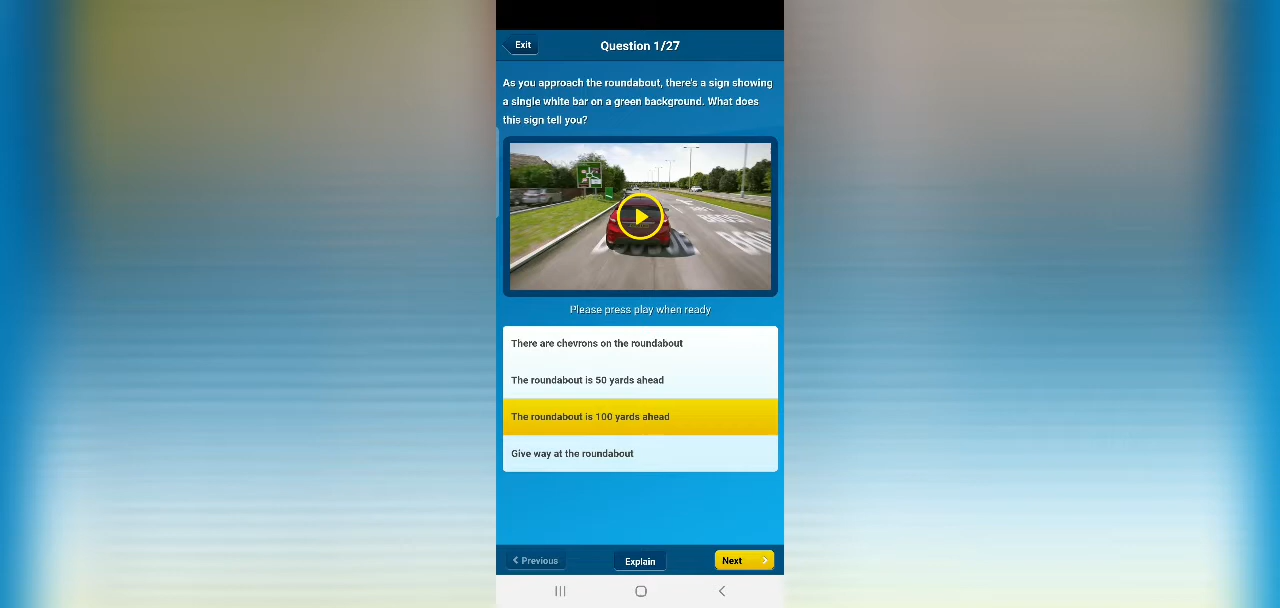 Exit
Question 1/27
As you approach the roundabout, there's a sign showing
a single white bar on a green background. What does
this sign tell you?
Please press play when ready
There are chevrons on the roundabout
The roundabout is 50 yards ahead
The roundabout is 100 yards ahead
Give way at the roundabout
Previous
Explain
Next